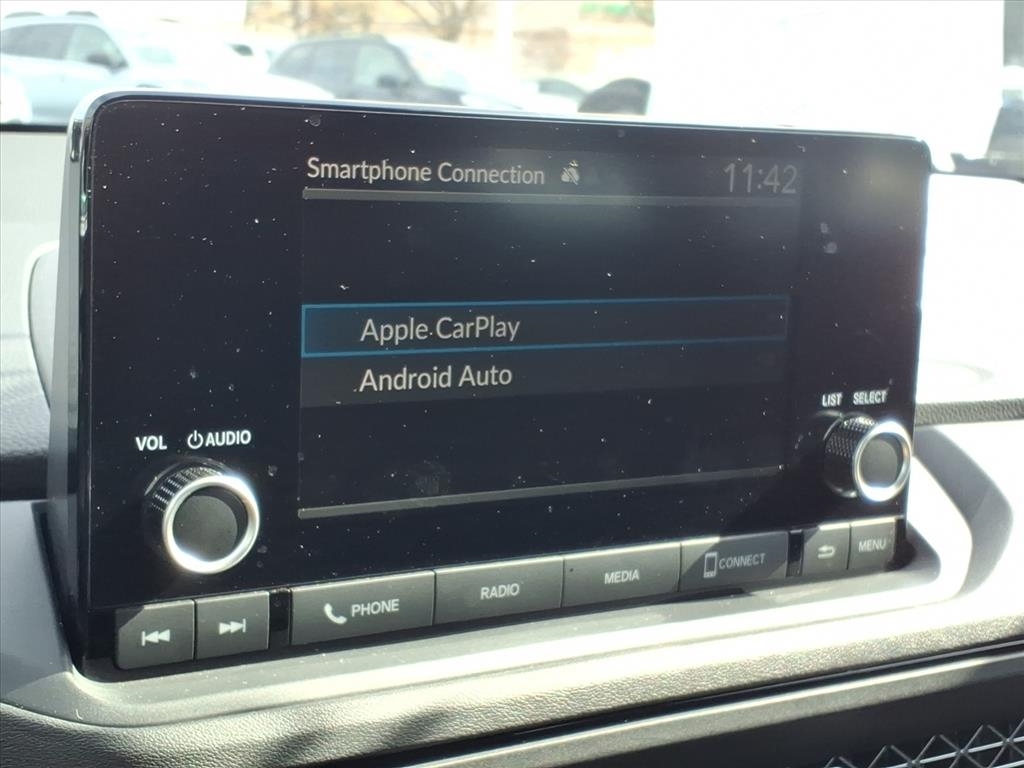 Smartphone Connection 11:42
Apple CarPlay
Android Auto
VOL AUDIO
LIST SELECT
PHONE
RADIO
MEDIA
CONNECT
MENU